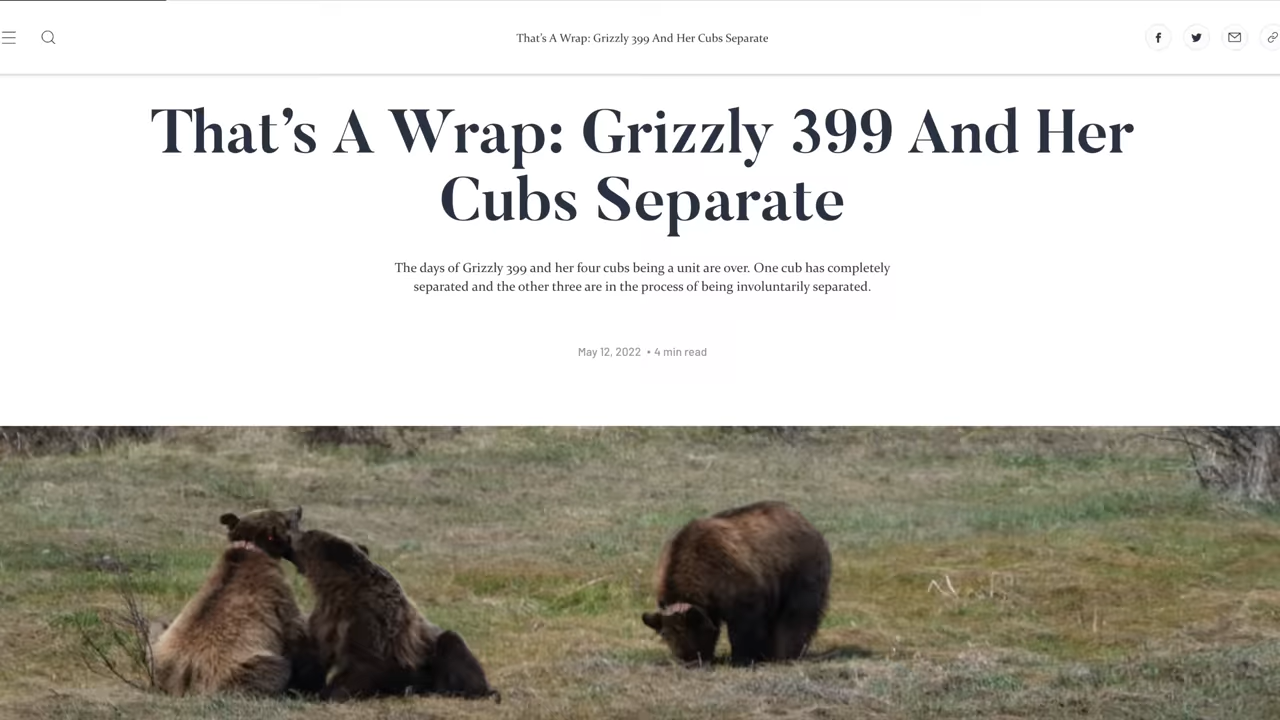 That's A Wrap: Grizzly 399 And Her Cubs Separate
That’s A Wrap: Grizzly 399 And Her
Cubs Separate
The days of Grizzly 399 and her four cubs being a unit are over. One cub has completely
separated and the other three are in the process of being involuntarily separated.
May 12, 2022 • 4 min read